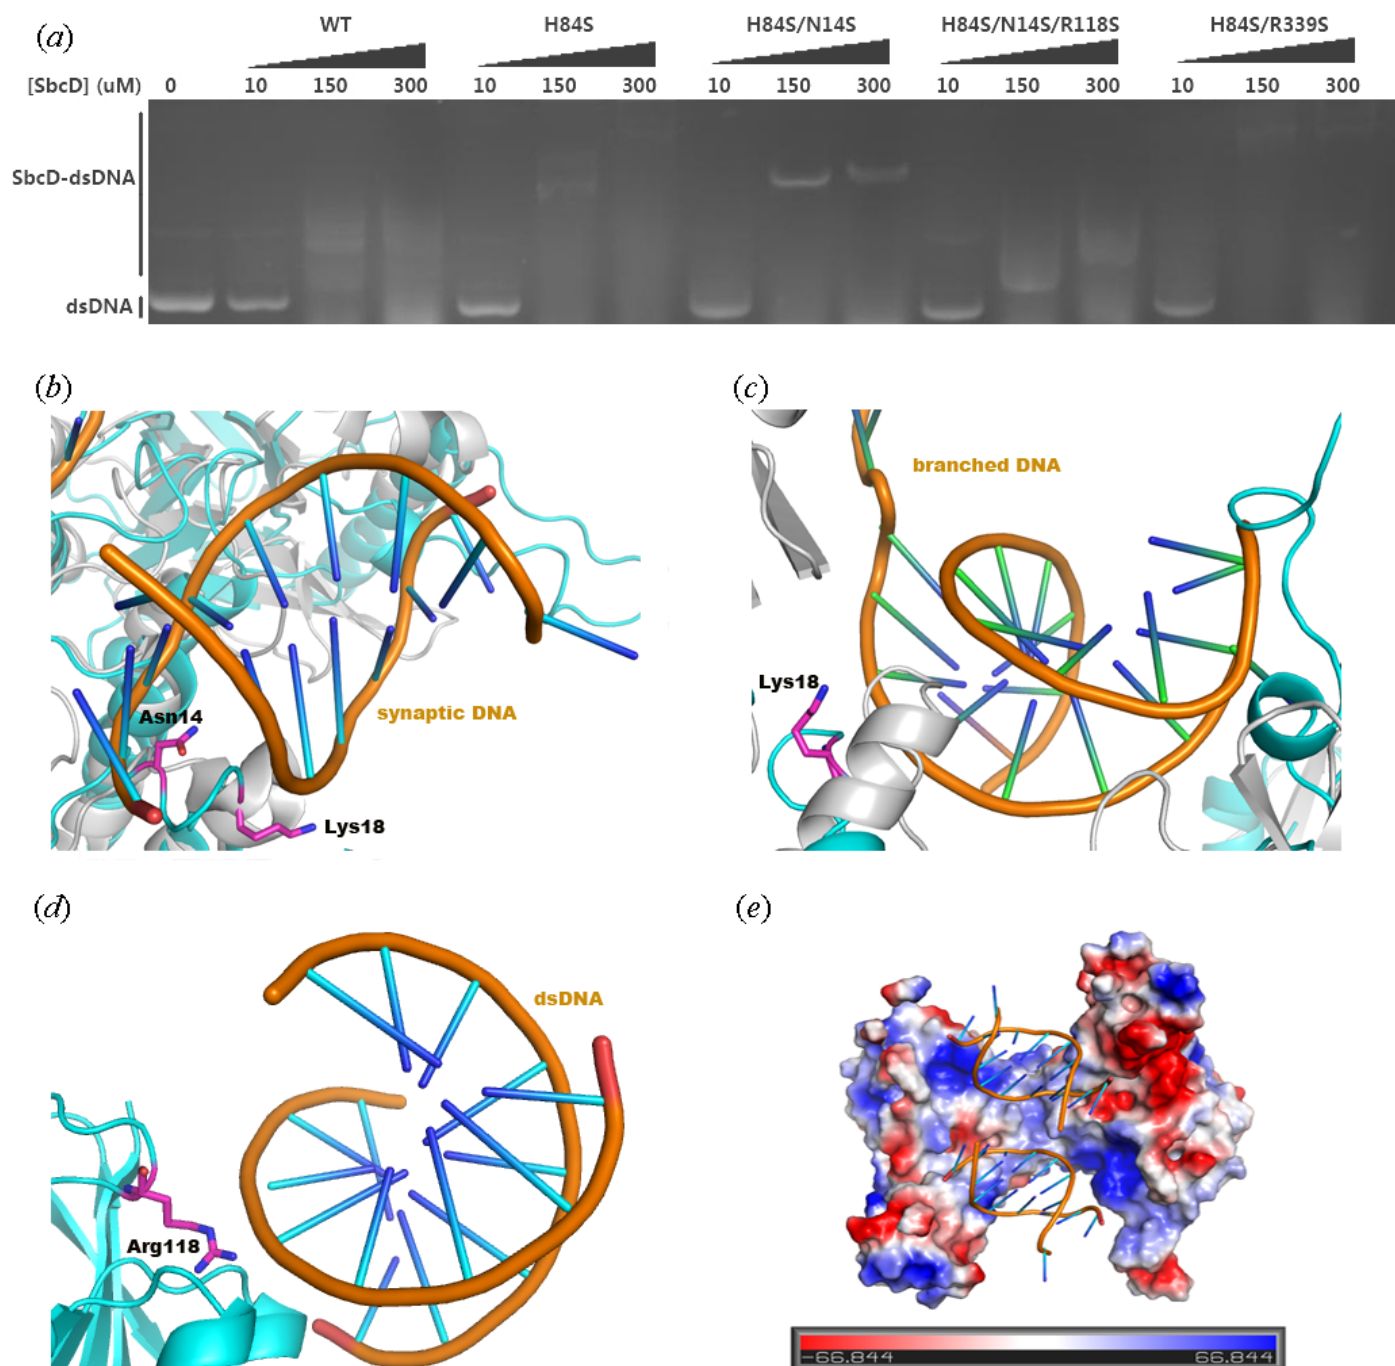 (a)
WT H84S H84S/N14S H84S/N14S/R118S H84S/R339S
[SbcD] (uM) 0 10 150 300 10 150 300 10 150 300 10 150 300 10 150 300
SbcD-dsDNA
dsDNA
(b)
synaptic DNA
Asn14
Lys18
(c)
branched DNA
Lys18
(d)
dsDNA
Arg118
(e)
-66.844 66.844